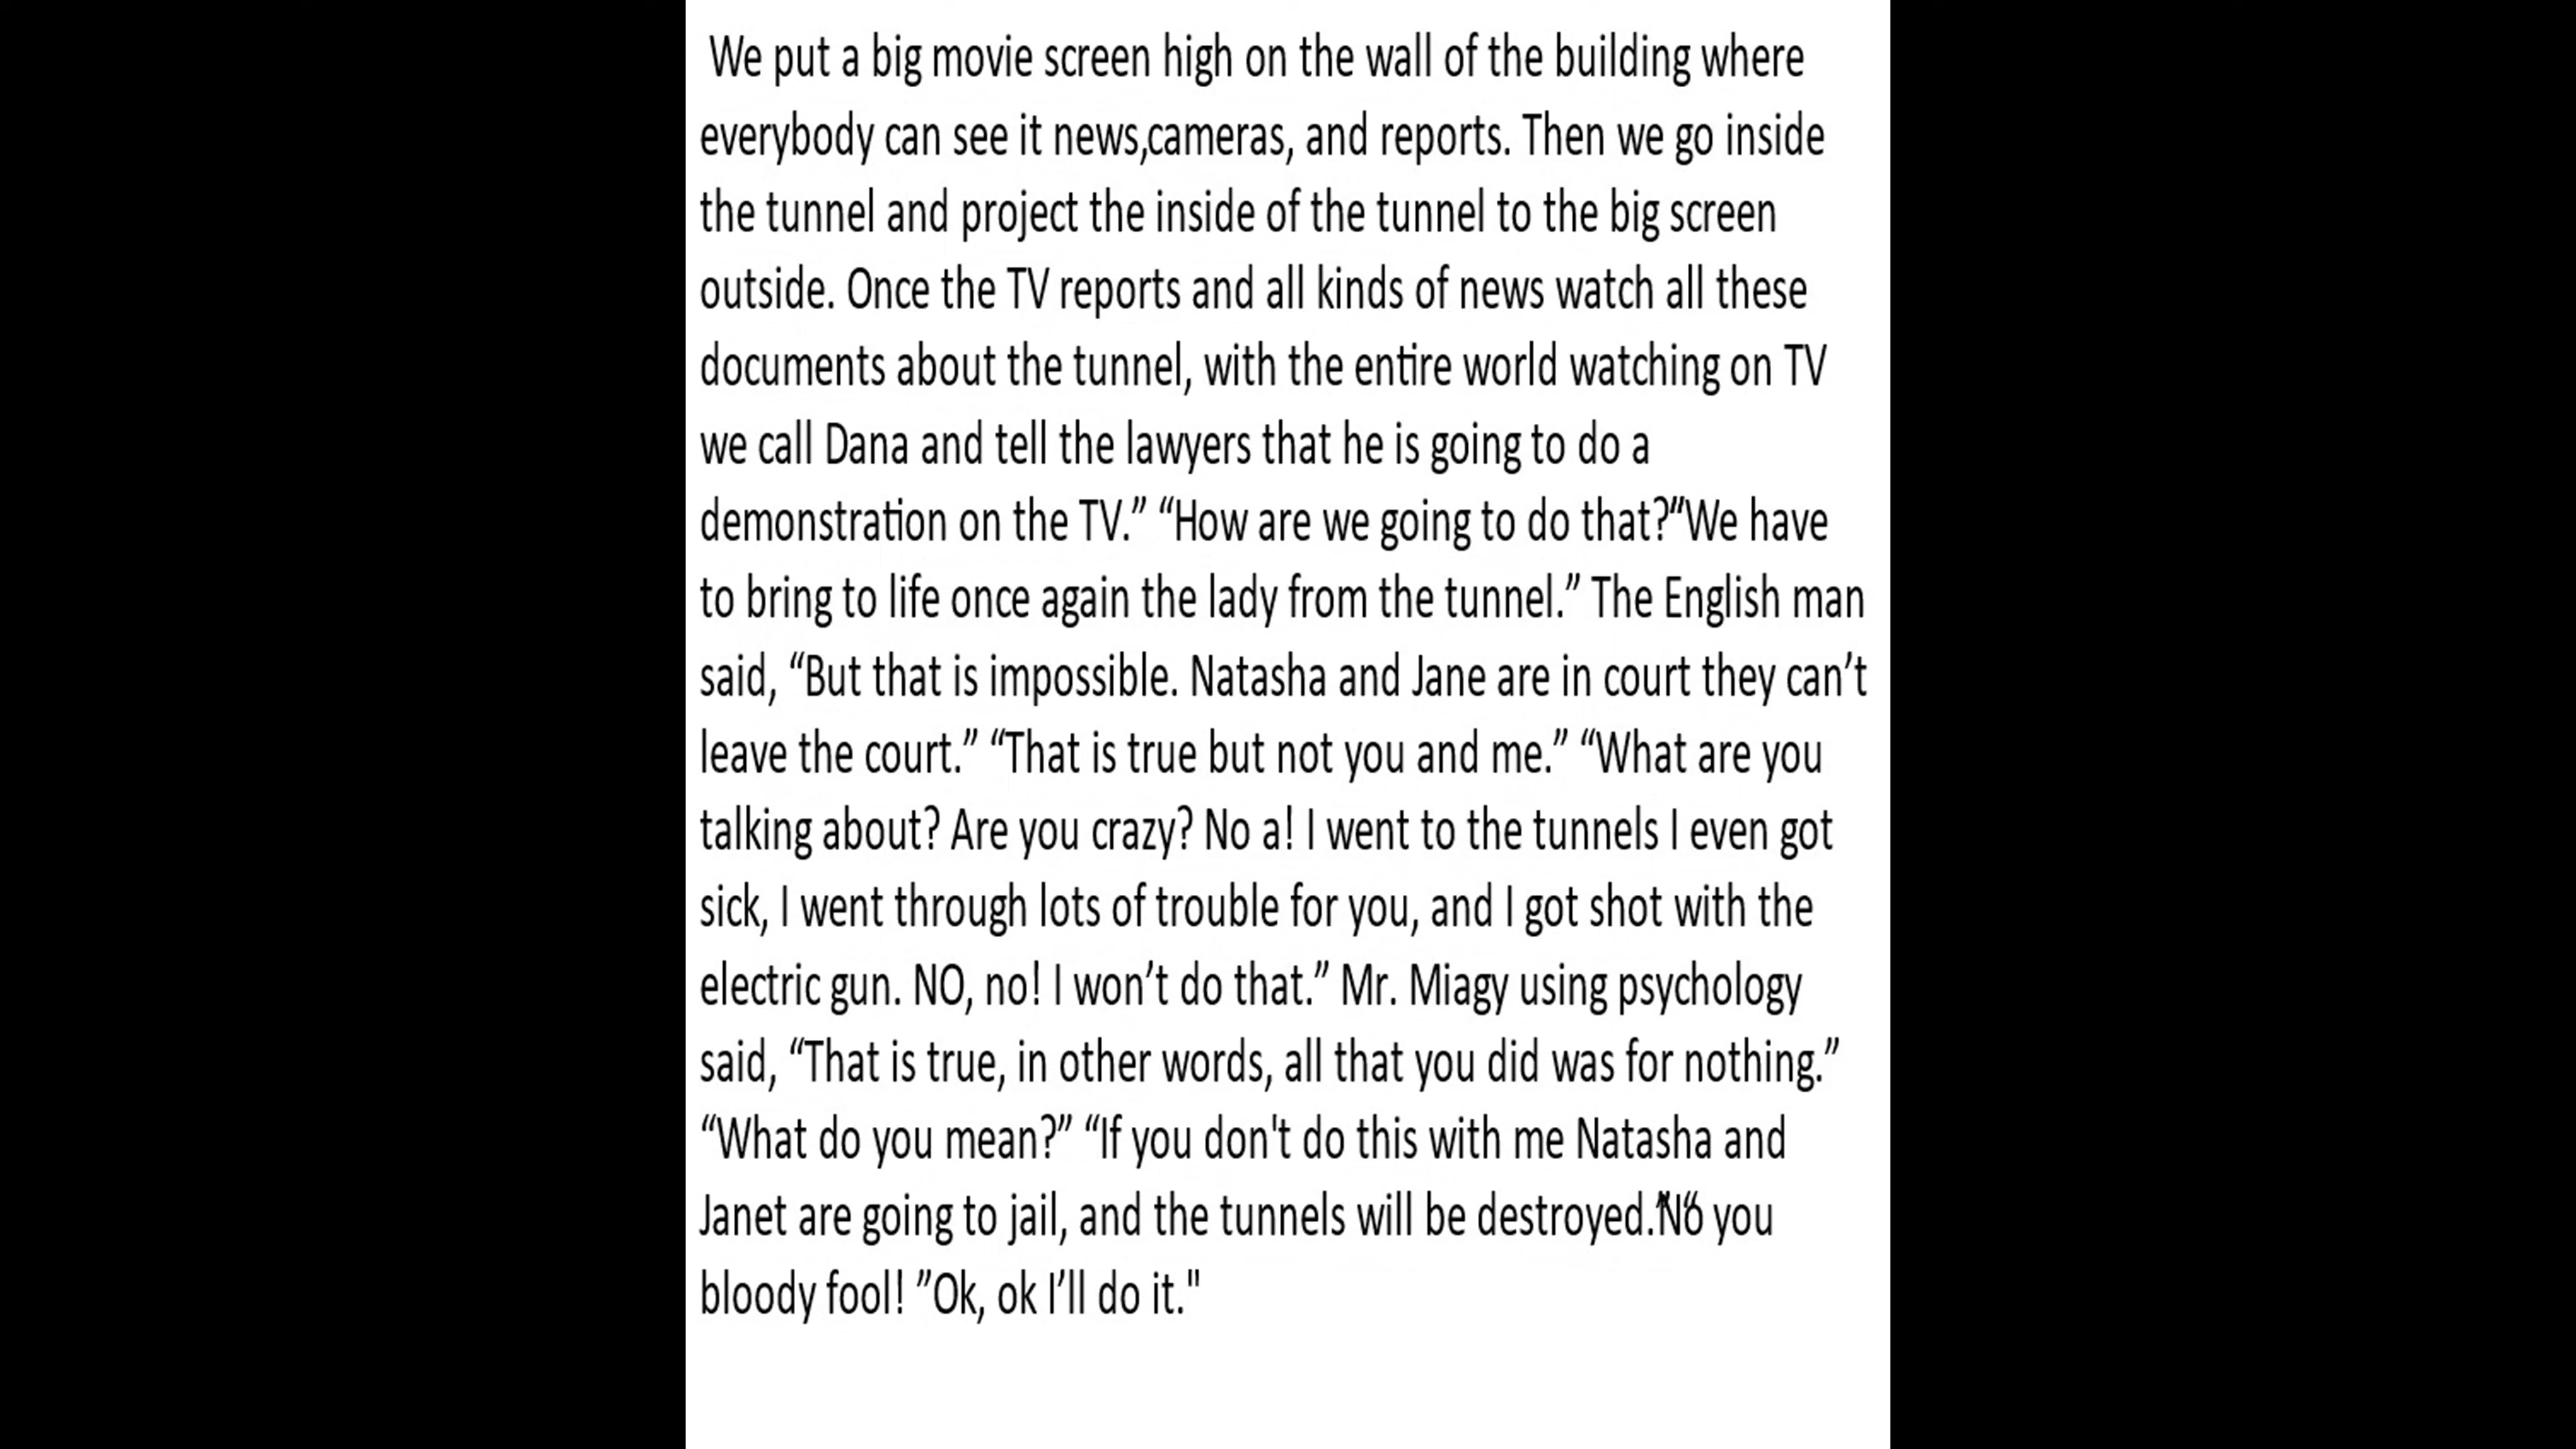 We put a big movie screen high on the wall of the building where
everybody can see it news,cameras, and reports. Then we go inside
the tunnel and project the inside of the tunnel to the big screen
outside. Once the TV reports and all kinds of news watch all these
documents about the tunnel, with the entire world watching on TV
we call Dana and tell the lawyers that he is going to do a
demonstration on the TV.” “How are we going to do that?”We have
to bring to life once again the lady from the tunnel.” The English man
said, “But that is impossible. Natasha and Jane are in court they can’t
leave the court.” “That is true but not you and me.” “What are you
talking about? Are you crazy? No a! I went to the tunnels I even got
sick, I went through lots of trouble for you, and I got shot with the
electric gun. NO, no! I won’t do that.” Mr. Miagy using psychology
said, “That is true, in other words, all that you did was for nothing.”
“What do you mean?” “If you don't do this with me Natasha and
Janet are going to jail, and the tunnels will be destroyed.”“No you
bloody fool! ”Ok, ok I’ll do it."